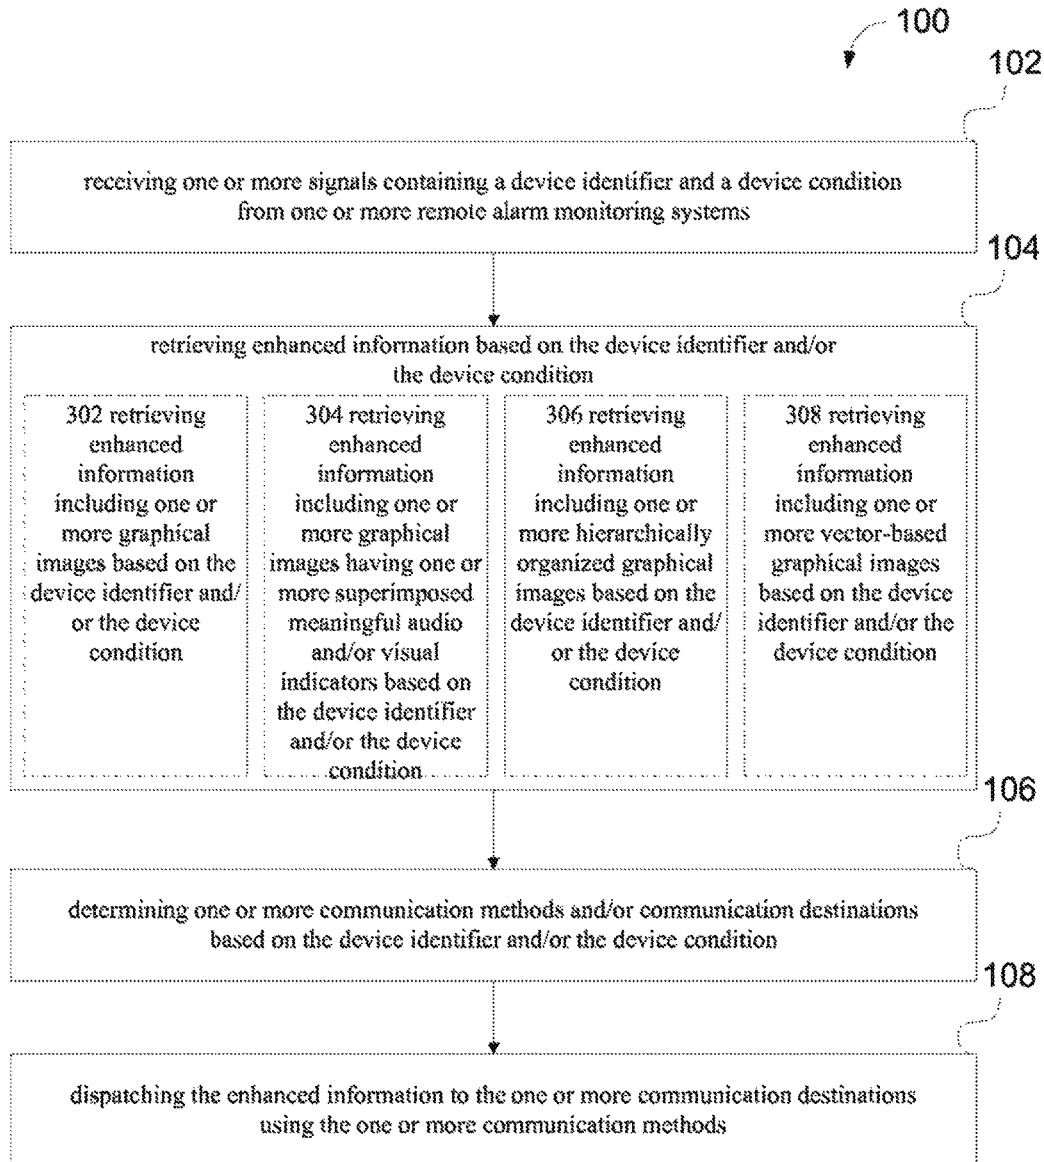 100
102
receiving one or more signals containing a device identifier and a device condition
from one or more remote alarm monitoring systems
104
retrieving enhanced information based on the device identifier and/or
the device condition
302 retrieving
enhanced
information
including one or
more graphical
images based on the
device identifier and/
or the device
condition
304 retrieving
enhanced
information
including one or
more graphical
images having one or
more superimposed
meaningful audio
and/or visual
indicators based on
the device identifier
and/or the device
condition
306 retrieving
enhanced
information
including one or
more hierarchically
organized graphical
images based on the
device identifier and/
or the device
condition
308 retrieving
enhanced
information
including one or
more vector-based
graphical images
based on the device
identifier and/or the
device condition
106
determining one or more communication methods and/or communication destinations
based on the device identifier and/or the device condition
108
dispatching the enhanced information to the one or more communication destinations
using the one or more communication methods